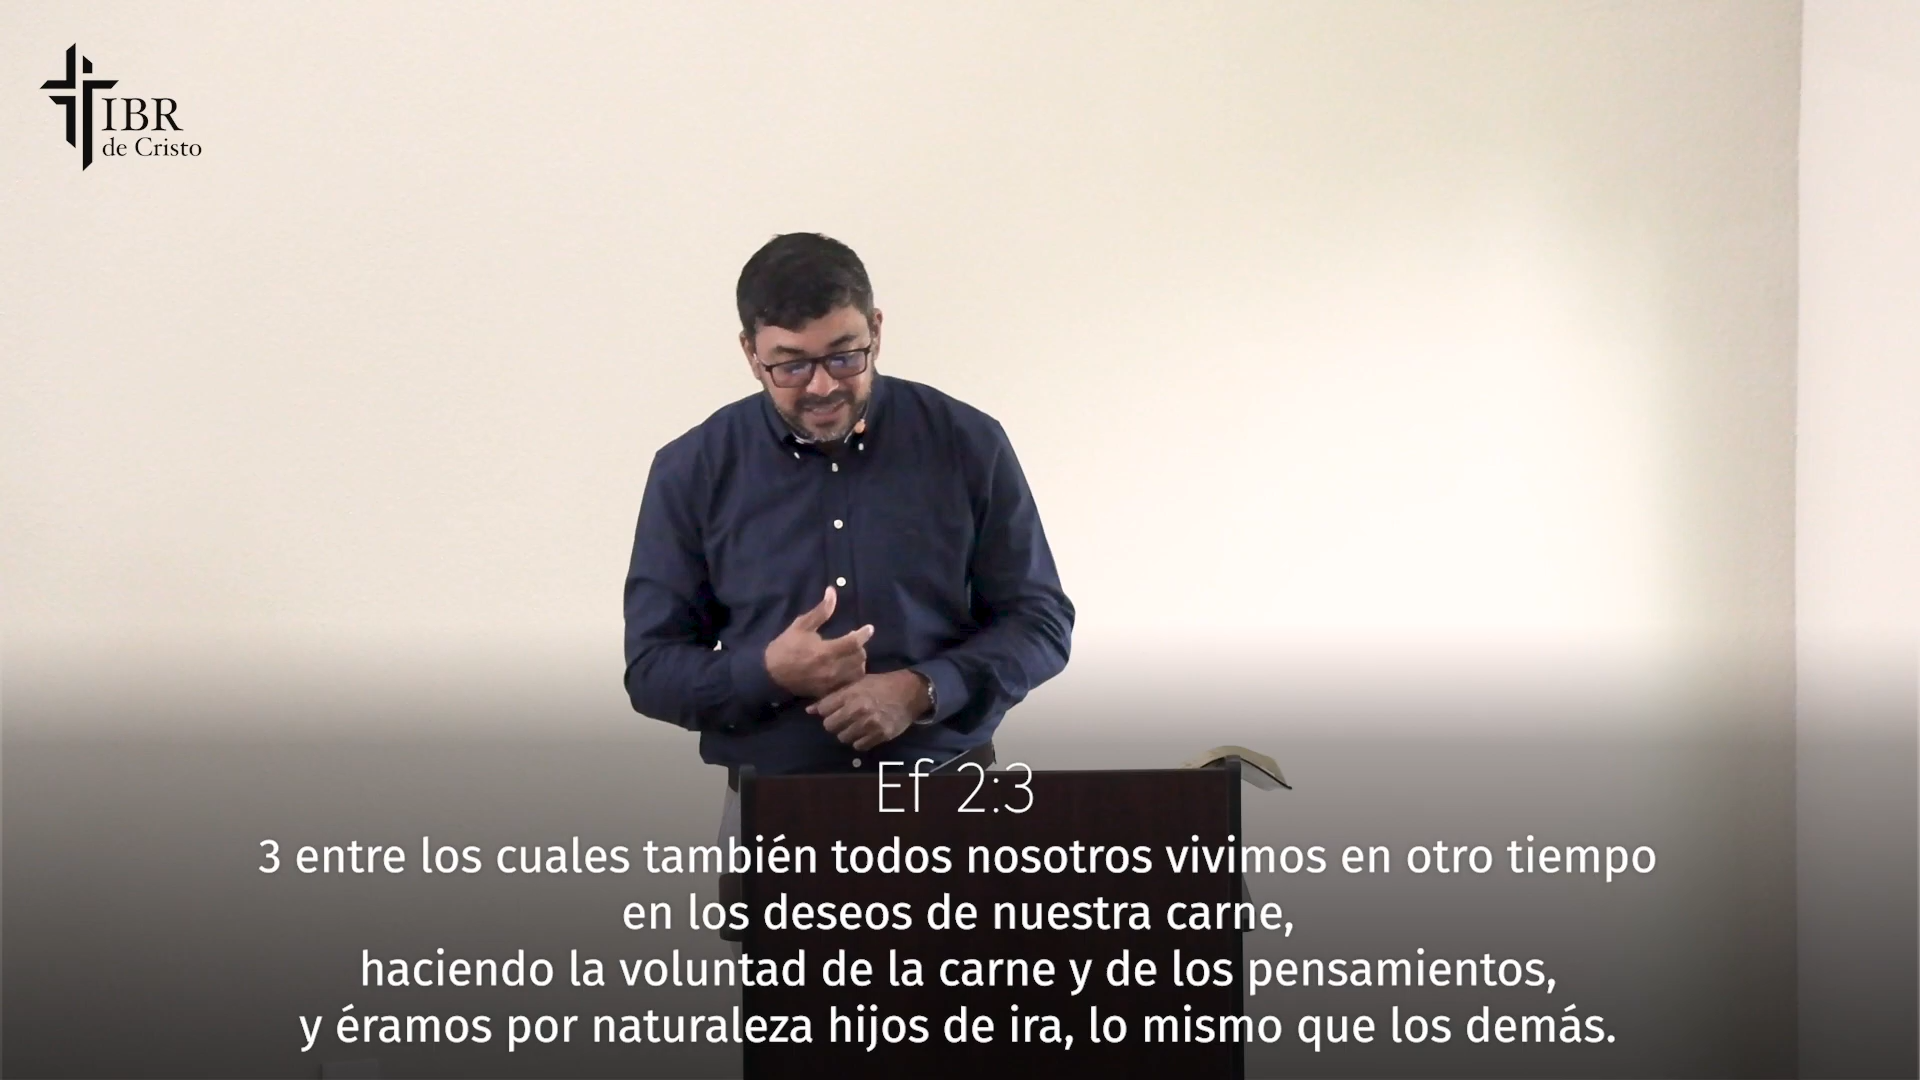 IBR
de Cristo
Ef 2:3
3 entre los cuales también todos nosotros vivimos en otro tiempo
en los deseos de nuestra carne,
haciendo la voluntad de la carne y de los pensamientos,
y éramos por naturaleza hijos de ira, lo mismo que los demás.